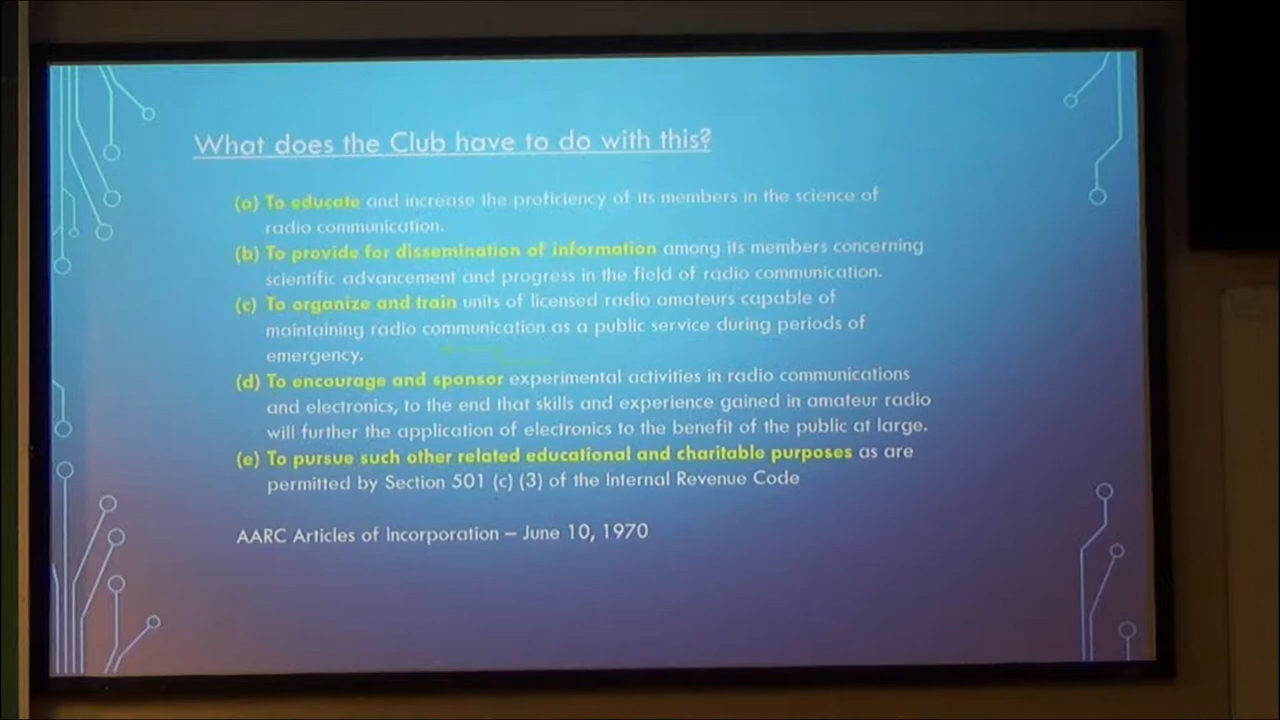 What does the Club have to do with this?
(a) To educate and increase the proficiency of its members in the science of
radio communication.
(b) To provide for dissemination of information among its members concerning
scientific advancement and progress in the field of radio communication.
(c) To organize and train units of licensed radio amateurs capable of
maintaining radio communication as a public service during periods of
emergency.
(d) To encourage and sponsor experimental activities in radio communications
and electronics, to the end that skills and experience gained in amateur radio
will further the application of electronics to the benefit of the public at large.
(e) To pursue such other related educational and charitable purposes as are
permitted by Section 501 (c) (3) of the Internal Revenue Code
AARC Articles of Incorporation – June 10, 1970